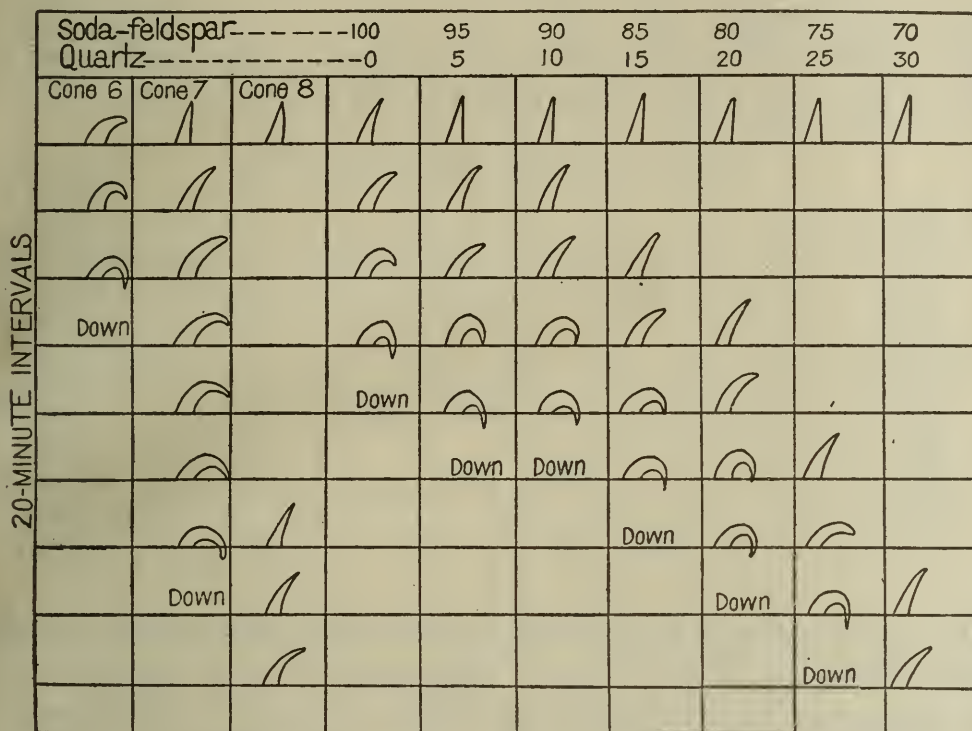 Soda-feldspar-------100 95 90 85 80 75 70
Quartz--------------0 5 10 15 20 25 30
Cone 6 Cone 7 Cone 8
20-MINUTE INTERVALS
Down
Down
Down Down
Down
Down Down
Down